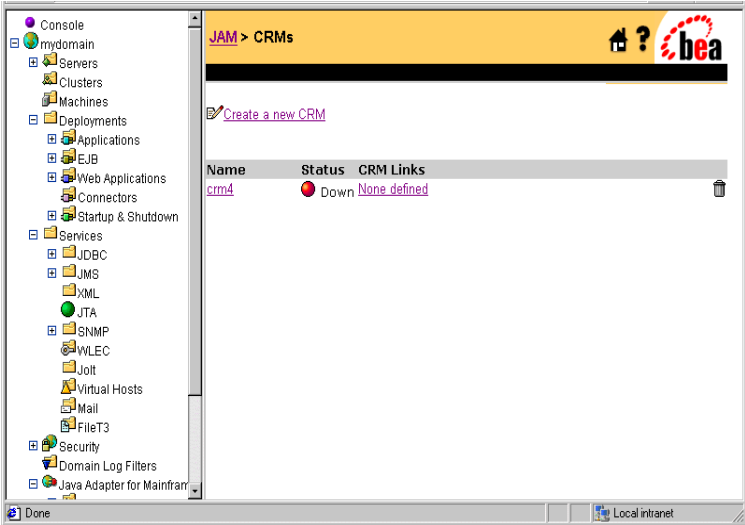 Console
mydomain
Servers
Clusters
Machines
Deployments
Applications
EJB
Web Applications
Connectors
Startup & Shutdown
Services
JDBC
JMS
XML
JTA
SNMP
WLEC
Jolt
Virtual Hosts
Mail
FileT3
Security
Domain Log Filters
Java Adapter for Mainfram
JAM > CRMs
? bea
Create a new CRM
Name Status CRM Links
crm4 Down None defined
Done Local intranet